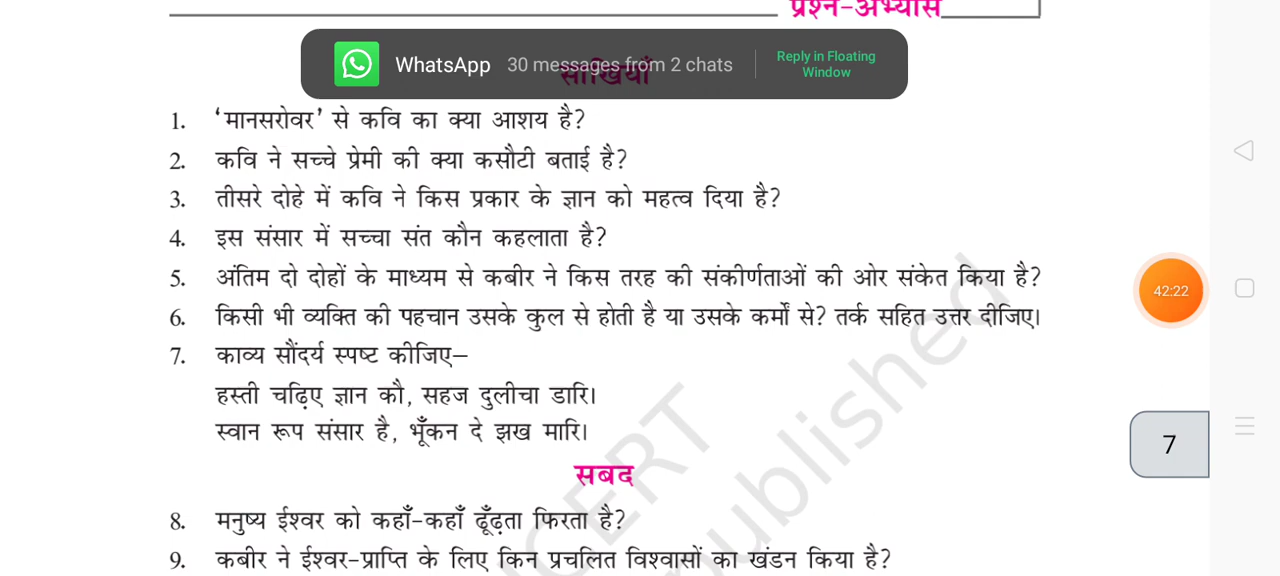 प्रश्न-अभ्यास
WhatsApp 30 messages from 2 chats
Reply in Floating
Window
साखियाँ
1. ‘मानसरोवर’ से कवि का क्या आशय है?
2. कवि ने सच्चे प्रेमी की क्या कसौटी बताई है?
3. तीसरे दोहे में कवि ने किस प्रकार के ज्ञान को महत्व दिया है?
4. इस संसार में सच्चा संत कौन कहलाता है?
5. अंतिम दो दोहों के माध्यम से कबीर ने किस तरह की संकीर्णताओं की ओर संकेत किया है?
42:22
6. किसी भी व्यक्ति की पहचान उसके कुल से होती है या उसके कर्मों से? तर्क सहित उत्तर दीजिए।
7. काव्य सौंदर्य स्पष्ट कीजिए–
हस्ती चढ़िए ज्ञान कौ, सहज दुलीचा डारि।
स्वान रूप संसार है, भूँकन दे झख मारि।
7
सबद
8. मनुष्य ईश्वर को कहाँ-कहाँ ढूँढ़ता फिरता है?
9. कबीर ने ईश्वर-प्राप्ति के लिए किन प्रचलित विश्वासों का खंडन किया है?
NCERT
published